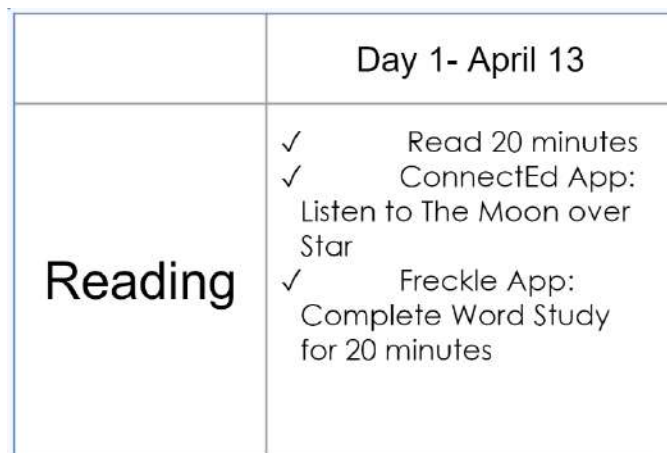 Day 1- April 13
Reading
✓ Read 20 minutes
✓ ConnectEd App:
Listen to The Moon over
Star
✓ Freckle App:
Complete Word Study
for 20 minutes